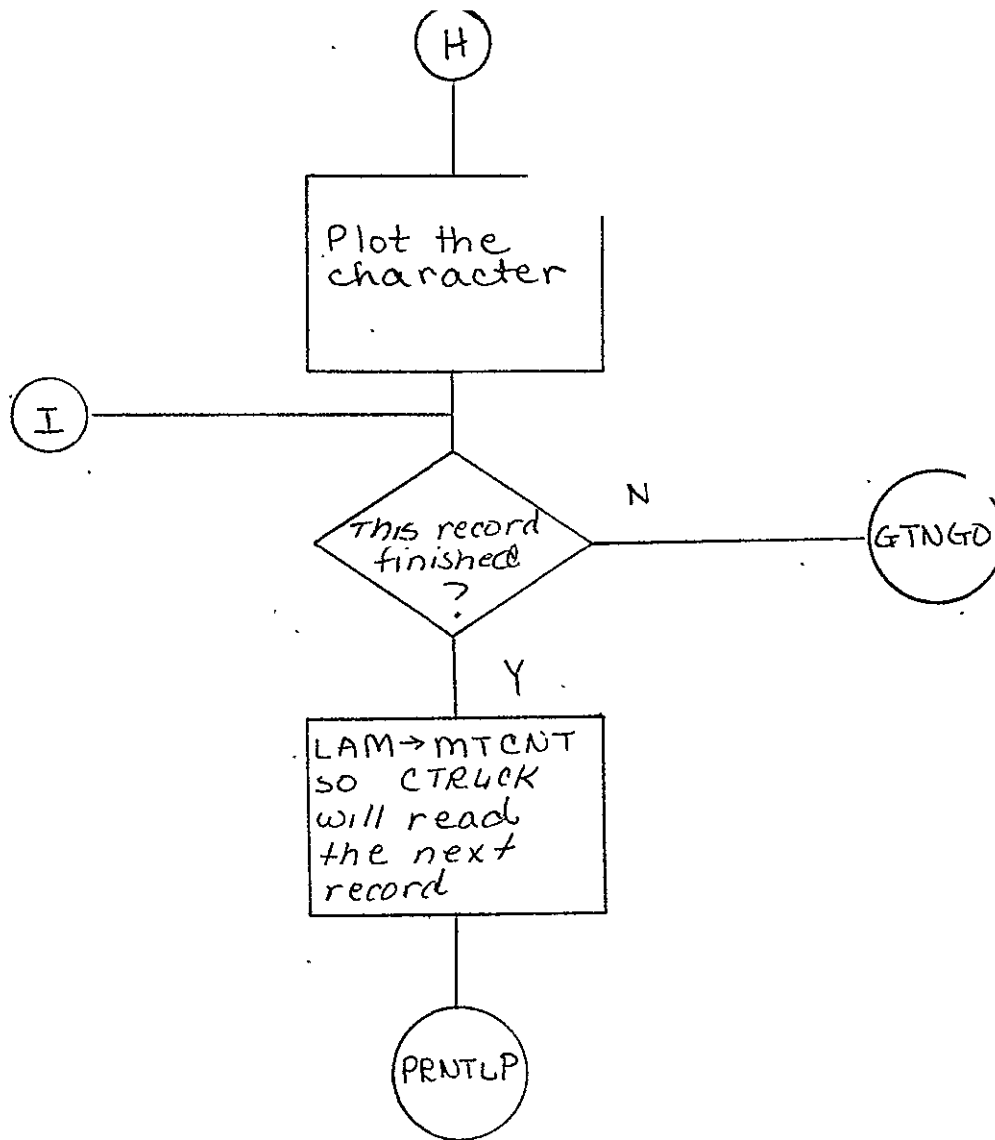 H
Plot the
character
I
This record
finished
?
N
GTNGO
Y
LAM→MTCNT
so CTRUCK
will read
the next
record
PRNTLP